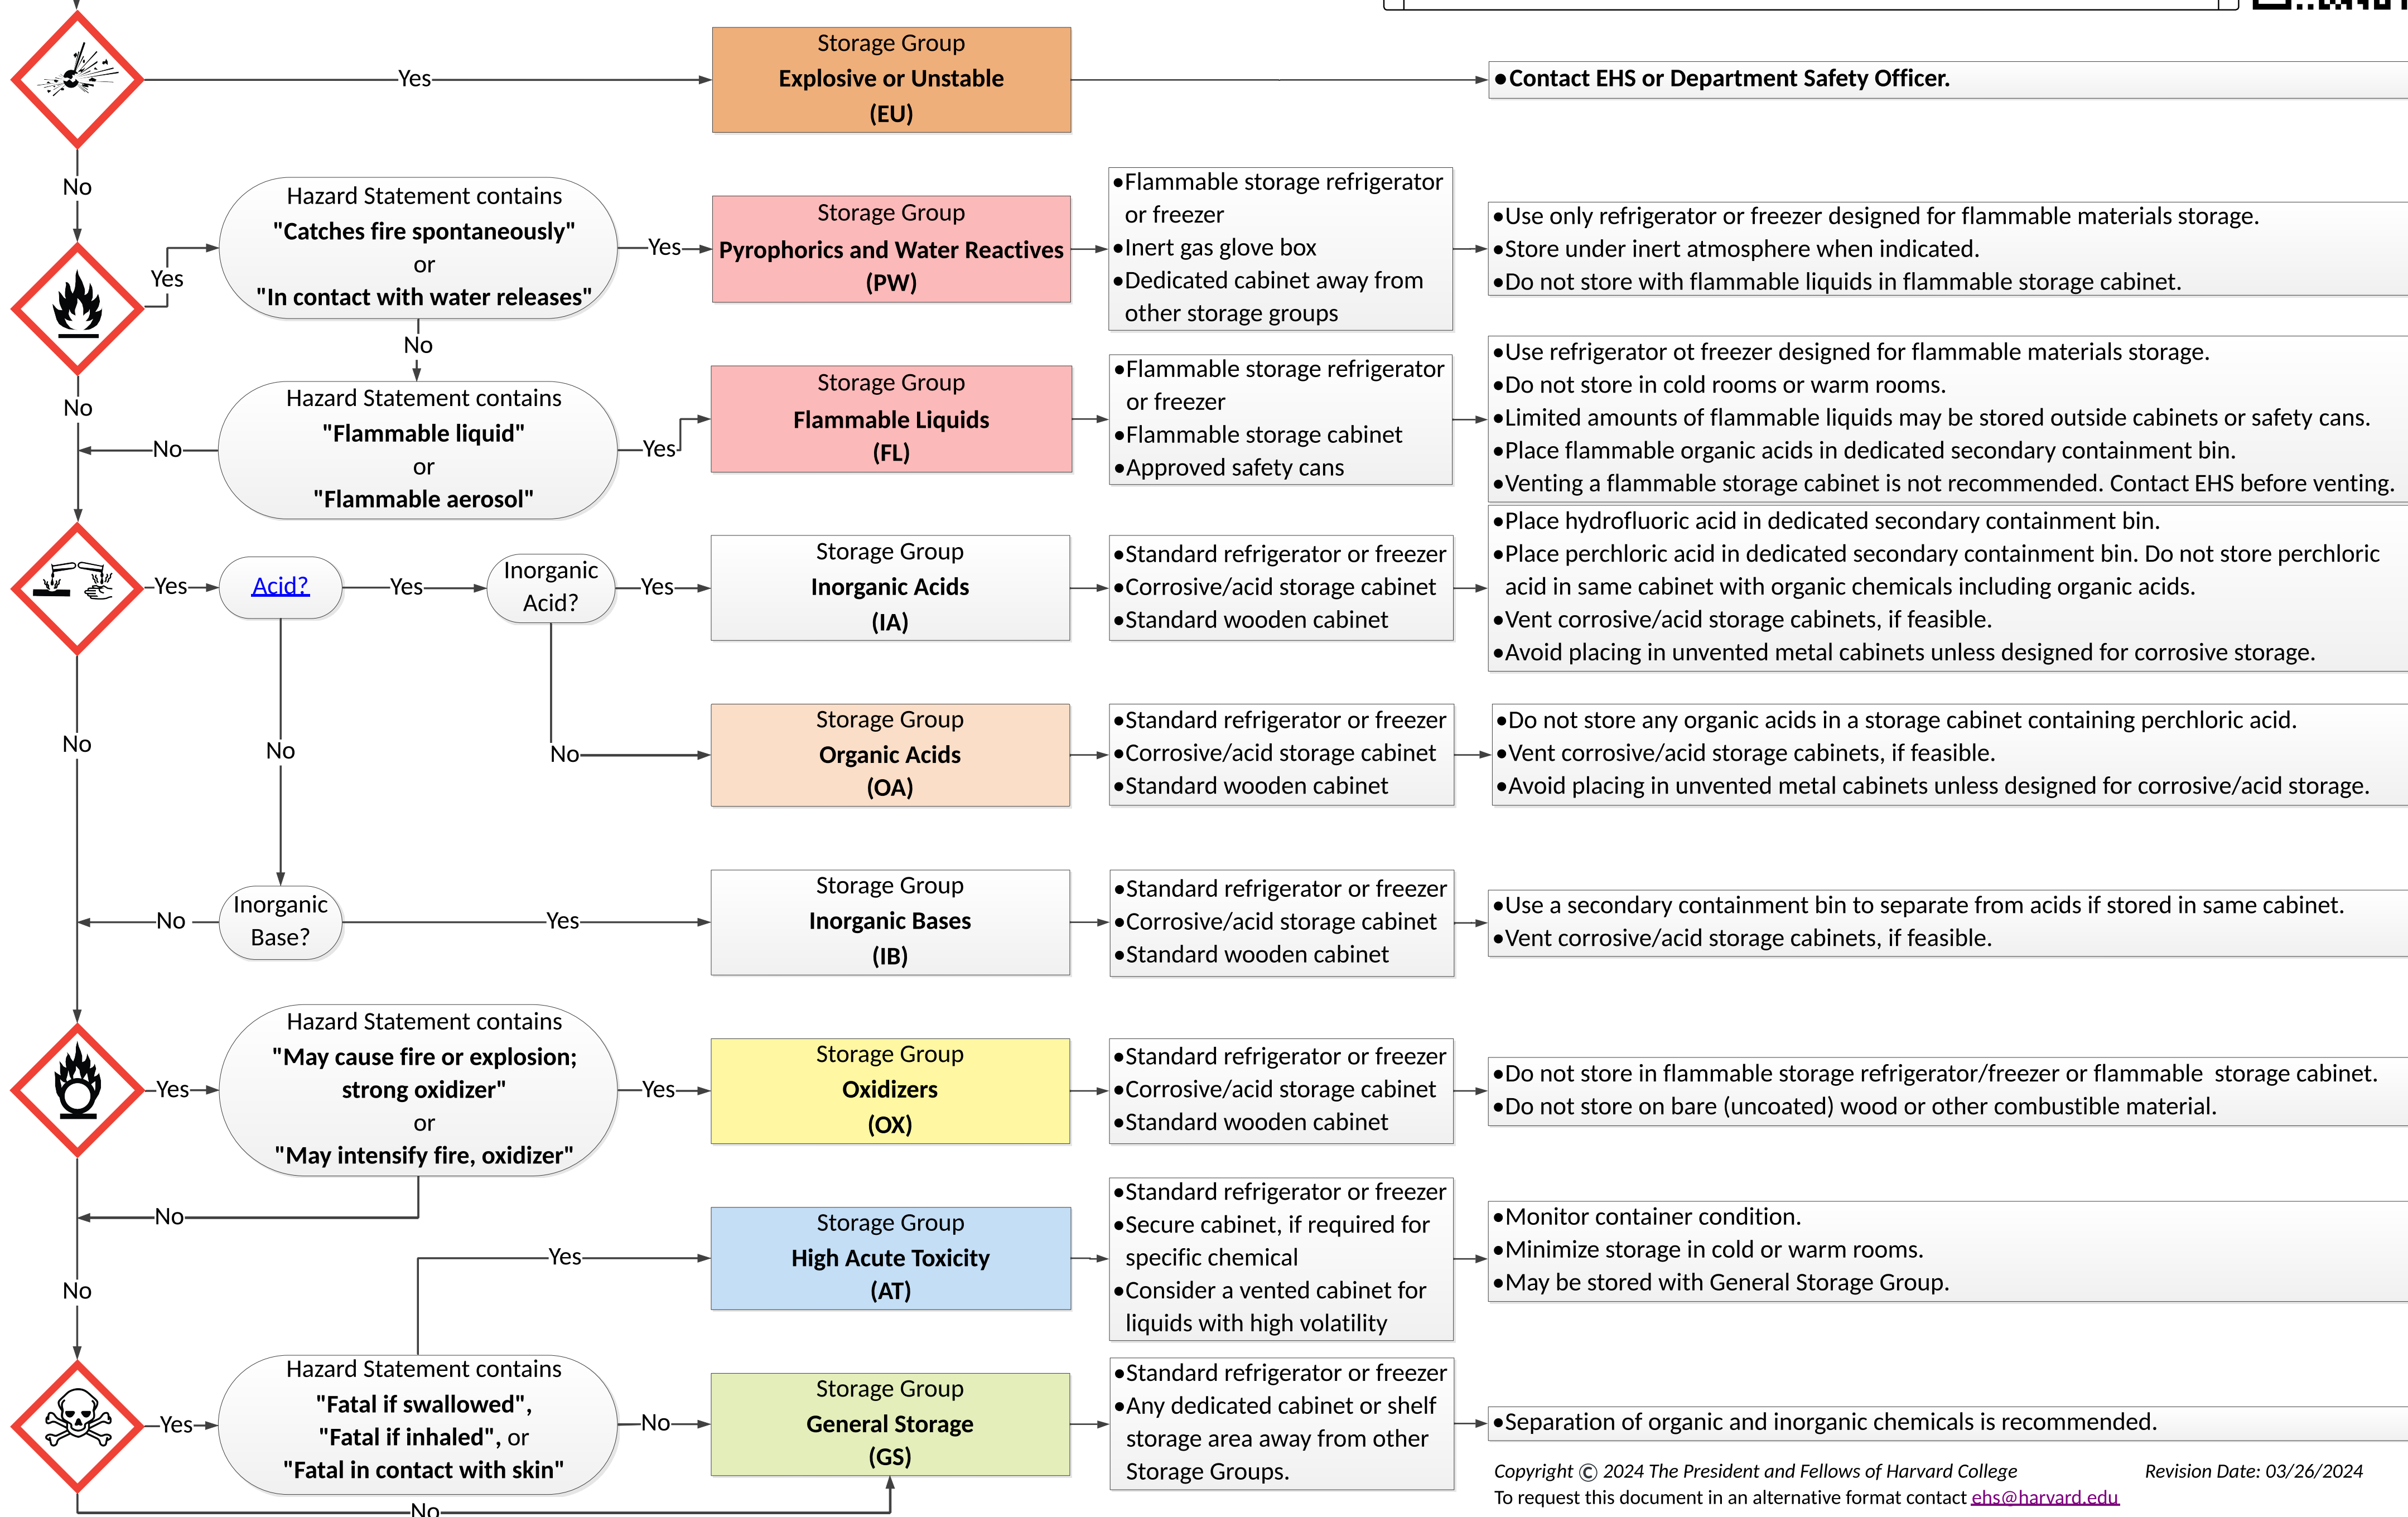 Yes
Storage Group
Explosive or Unstable
(EU)
•Contact EHS or Department Safety Officer.
No
Hazard Statement contains
"Catches fire spontaneously"
or
"In contact with water releases"
Yes
Yes
Storage Group
Pyrophorics and Water Reactives
(PW)
•Flammable storage refrigerator
or freezer
•Inert gas glove box
•Dedicated cabinet away from
other storage groups
•Use only refrigerator or freezer designed for flammable materials storage.
•Store under inert atmosphere when indicated.
•Do not store with flammable liquids in flammable storage cabinet.
No
No
Hazard Statement contains
"Flammable liquid"
or
"Flammable aerosol"
No
Yes
Storage Group
Flammable Liquids
(FL)
•Flammable storage refrigerator
or freezer
•Flammable storage cabinet
•Approved safety cans
•Use refrigerator ot freezer designed for flammable materials storage.
•Do not store in cold rooms or warm rooms.
•Limited amounts of flammable liquids may be stored outside cabinets or safety cans.
•Place flammable organic acids in dedicated secondary containment bin.
•Venting a flammable storage cabinet is not recommended. Contact EHS before venting.
Yes
Acid?
Yes
Inorganic
Acid?
Yes
Storage Group
Inorganic Acids
(IA)
•Standard refrigerator or freezer
•Corrosive/acid storage cabinet
•Standard wooden cabinet
•Place hydrofluoric acid in dedicated secondary containment bin.
•Place perchloric acid in dedicated secondary containment bin. Do not store perchloric
acid in same cabinet with organic chemicals including organic acids.
•Vent corrosive/acid storage cabinets, if feasible.
•Avoid placing in unvented metal cabinets unless designed for corrosive storage.
No
No
No
Storage Group
Organic Acids
(OA)
•Standard refrigerator or freezer
•Corrosive/acid storage cabinet
•Standard wooden cabinet
•Do not store any organic acids in a storage cabinet containing perchloric acid.
•Vent corrosive/acid storage cabinets, if feasible.
•Avoid placing in unvented metal cabinets unless designed for corrosive/acid storage.
No
Inorganic
Base?
Yes
Storage Group
Inorganic Bases
(IB)
•Standard refrigerator or freezer
•Corrosive/acid storage cabinet
•Standard wooden cabinet
•Use a secondary containment bin to separate from acids if stored in same cabinet.
•Vent corrosive/acid storage cabinets, if feasible.
Yes
Hazard Statement contains
"May cause fire or explosion;
strong oxidizer"
or
"May intensify fire, oxidizer"
Yes
Storage Group
Oxidizers
(OX)
•Standard refrigerator or freezer
•Corrosive/acid storage cabinet
•Standard wooden cabinet
•Do not store in flammable storage refrigerator/freezer or flammable storage cabinet.
•Do not store on bare (uncoated) wood or other combustible material.
No
No
Yes
Storage Group
High Acute Toxicity
(AT)
•Standard refrigerator or freezer
•Secure cabinet, if required for
specific chemical
•Consider a vented cabinet for
liquids with high volatility
•Monitor container condition.
•Minimize storage in cold or warm rooms.
•May be stored with General Storage Group.
Yes
Hazard Statement contains
"Fatal if swallowed",
"Fatal if inhaled", or
"Fatal in contact with skin"
No
Storage Group
General Storage
(GS)
•Standard refrigerator or freezer
•Any dedicated cabinet or shelf
storage area away from other
Storage Groups.
•Separation of organic and inorganic chemicals is recommended.
No
Copyright © 2024 The President and Fellows of Harvard College Revision Date: 03/26/2024
To request this document in an alternative format contact ehs@harvard.edu